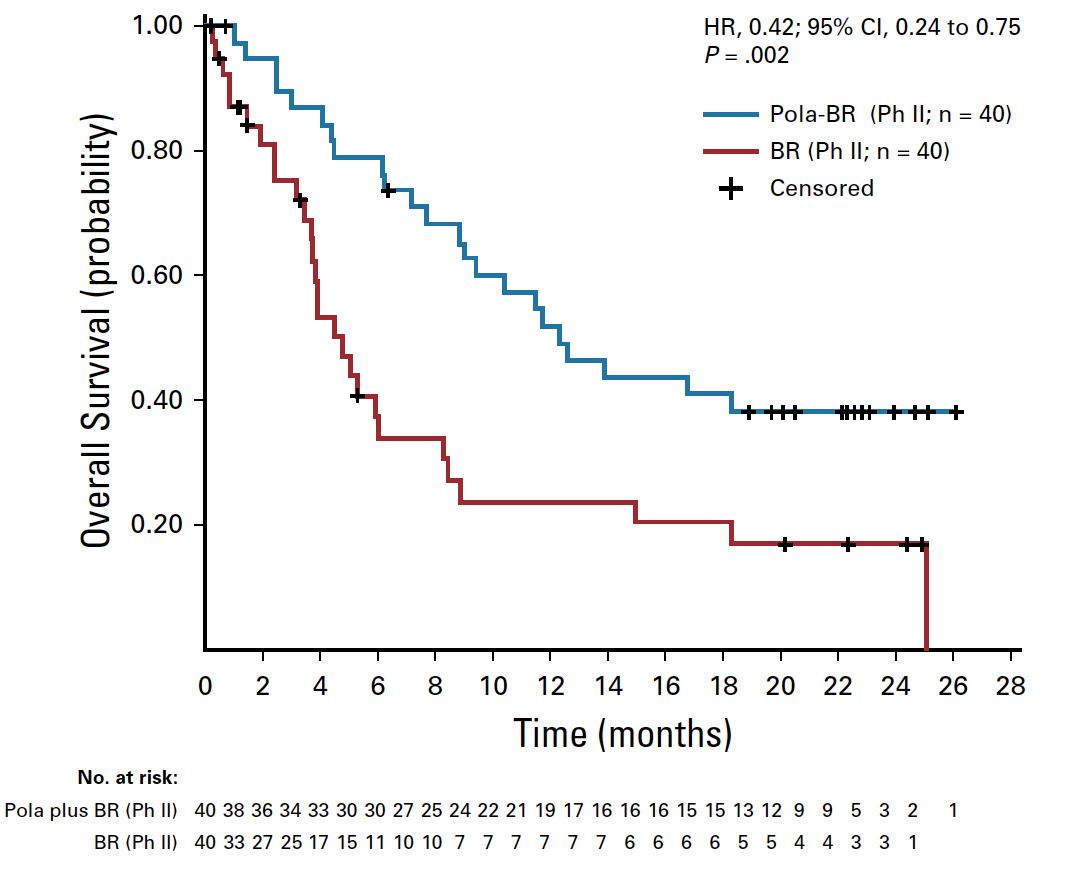 1.00
0.80
0.60
0.40
0.20
Overall Survival (probability)
HR, 0.42; 95% CI, 0.24 to 0.75
P = .002
Pola-BR (Ph II; n = 40)
BR (Ph II; n = 40)
Censored
0 2 4 6 8 10 12 14 16 18 20 22 24 26 28
Time (months)
No. at risk:
Pola plus BR (Ph II) 40 38 36 34 33 30 30 27 25 24 22 21 19 17 16 16 16 15 15 13 12 9 9 5 3 2 1
BR (Ph II) 40 33 27 25 17 15 11 10 10 7 7 7 7 7 7 6 6 6 6 5 5 4 4 3 3 1